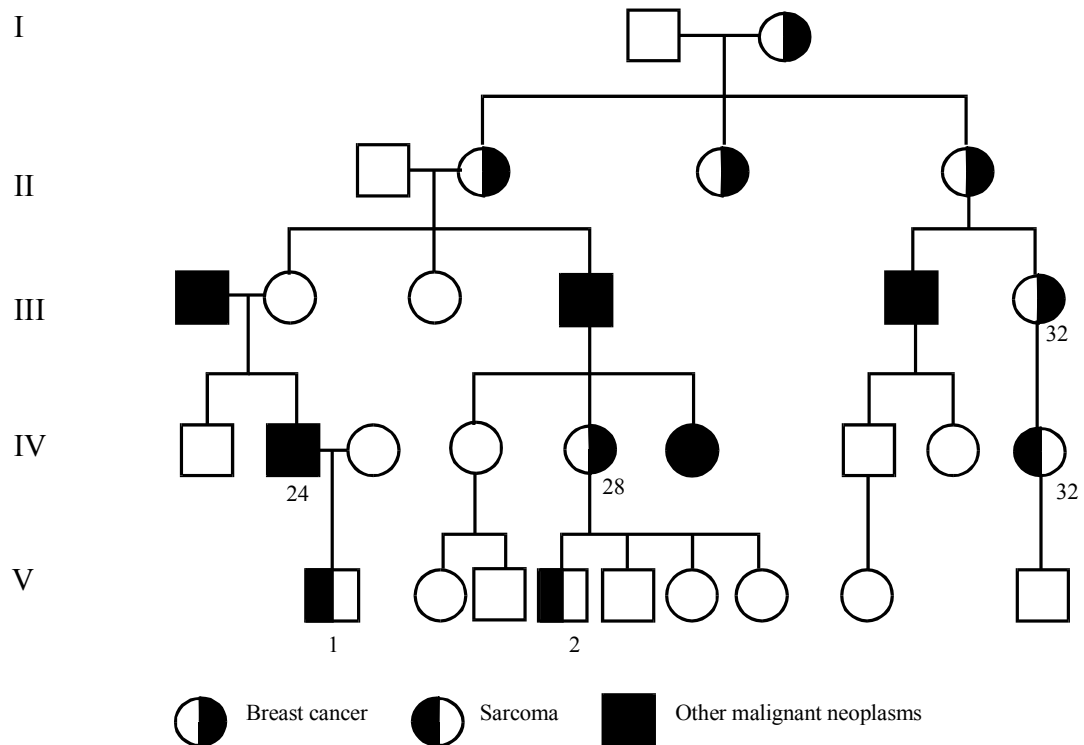 I
II
III
32
IV
24
28
32
V
1
2
Breast cancer
Sarcoma
Other malignant neoplasms